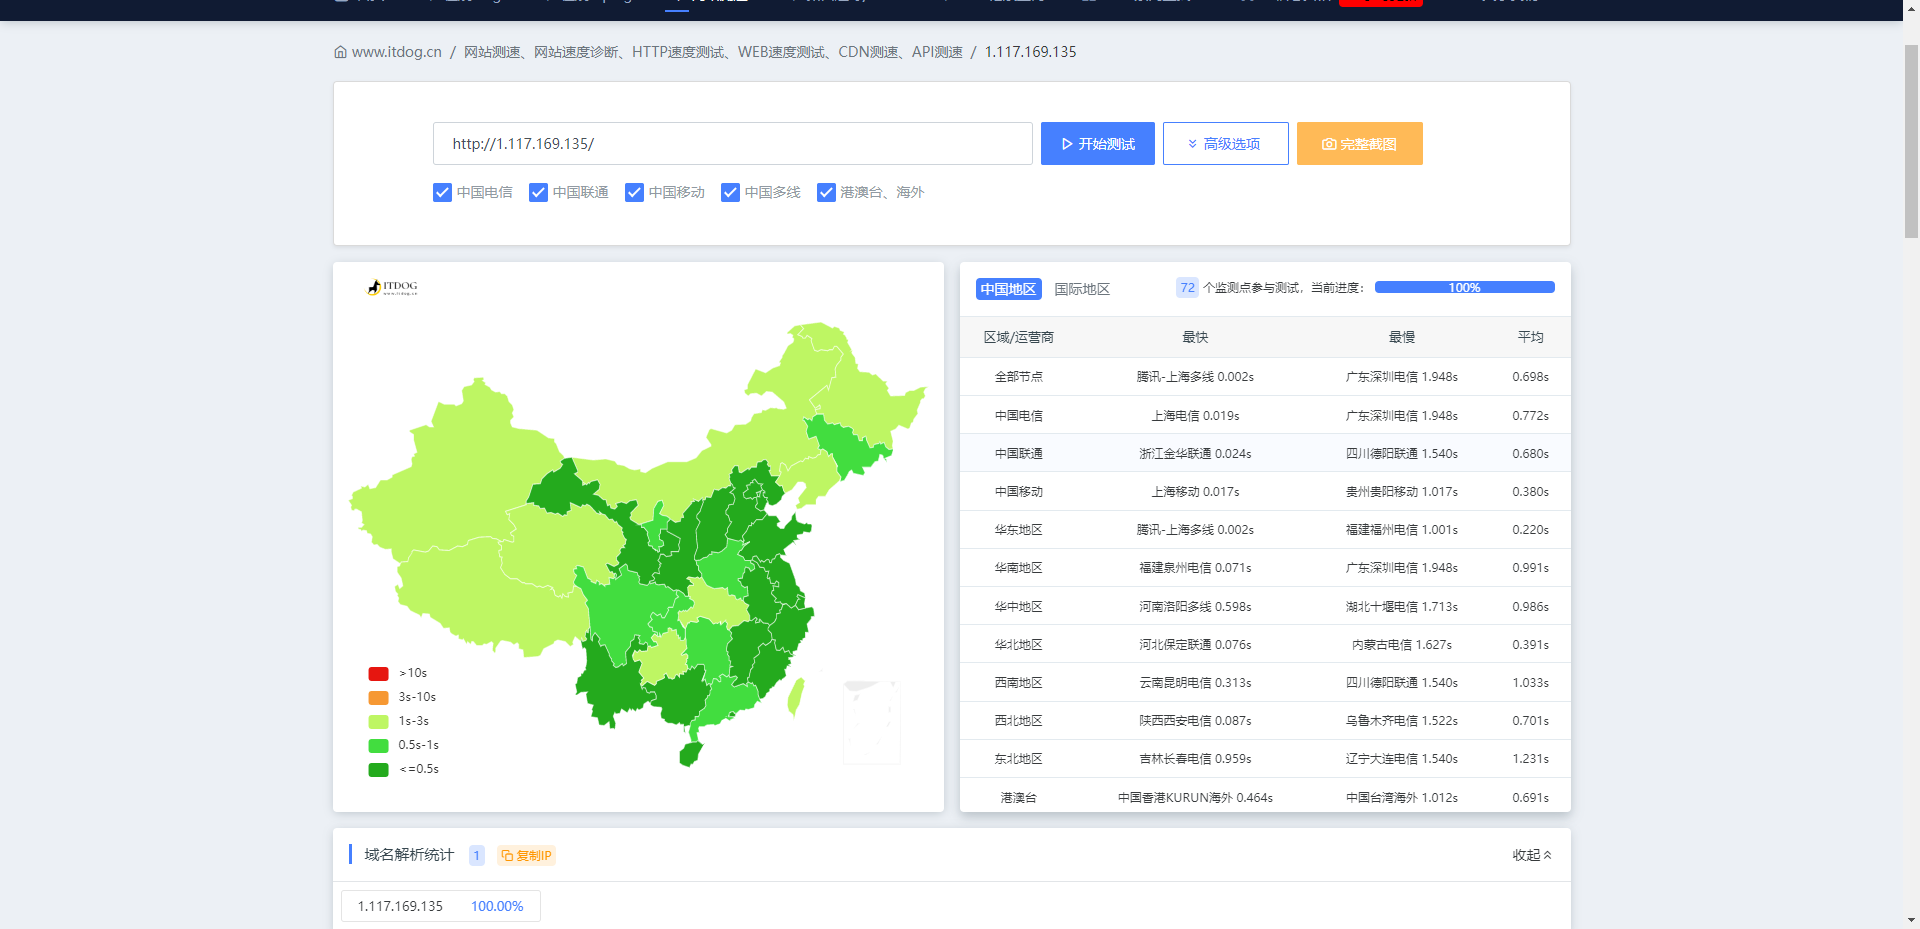 www.itdog.cn / 网站测速、网站速度诊断、HTTP速度测试、WEB速度测试、CDN测速、API测速 / 1.117.169.135
http://1.117.169.135/
开始测试
高级选项
完整截图
中国电信 中国联通 中国移动 中国多线 港澳台、海外
ITDOG
www.itdog.cn
>10s
3s-10s
1s-3s
0.5s-1s
<=0.5s
中国地区 国际地区 72 个监测点参与测试，当前进度： 100%
区域/运营商 最快 最慢 平均
全部节点 腾讯-上海多线 0.002s 广东深圳电信 1.948s 0.698s
中国电信 上海电信 0.019s 广东深圳电信 1.948s 0.772s
中国联通 浙江金华联通 0.024s 四川德阳联通 1.540s 0.680s
中国移动 上海移动 0.017s 贵州贵阳移动 1.017s 0.380s
华东地区 腾讯-上海多线 0.002s 福建福州电信 1.001s 0.220s
华南地区 福建泉州电信 0.071s 广东深圳电信 1.948s 0.991s
华中地区 河南洛阳多线 0.598s 湖北十堰电信 1.713s 0.986s
华北地区 河北保定联通 0.076s 内蒙古电信 1.627s 0.391s
西南地区 云南昆明电信 0.313s 四川德阳联通 1.540s 1.033s
西北地区 陕西西安电信 0.087s 乌鲁木齐电信 1.522s 0.701s
东北地区 吉林长春电信 0.959s 辽宁大连电信 1.540s 1.231s
港澳台 中国香港KURUN海外 0.464s 中国台湾海外 1.012s 0.691s
域名解析统计 1 复制IP 收起
1.117.169.135 100.00%